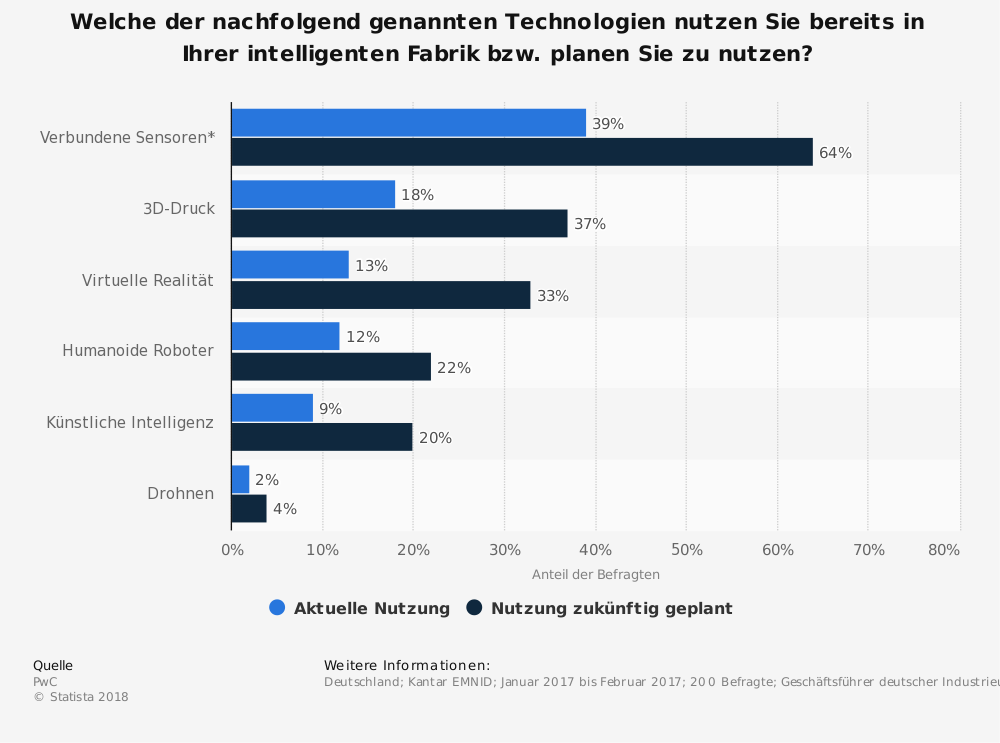 Welche der nachfolgend genannten Technologien nutzen Sie bereits in
Ihrer intelligenten Fabrik bzw. planen Sie zu nutzen?
Verbundene Sensoren*
39%
64%
3D-Druck
18%
37%
Virtuelle Realität
13%
33%
Humanoide Roboter
12%
22%
Künstliche Intelligenz
9%
20%
Drohnen
2%
4%
0% 10% 20% 30% 40% 50% 60% 70% 80%
Anteil der Befragten
Aktuelle Nutzung Nutzung zukünftig geplant
Quelle
PwC
© Statista 2018
Weitere Informationen:
Deutschland; Kantar EMNID; Januar 2017 bis Februar 2017; 200 Befragte; Geschäftsführer deutscher